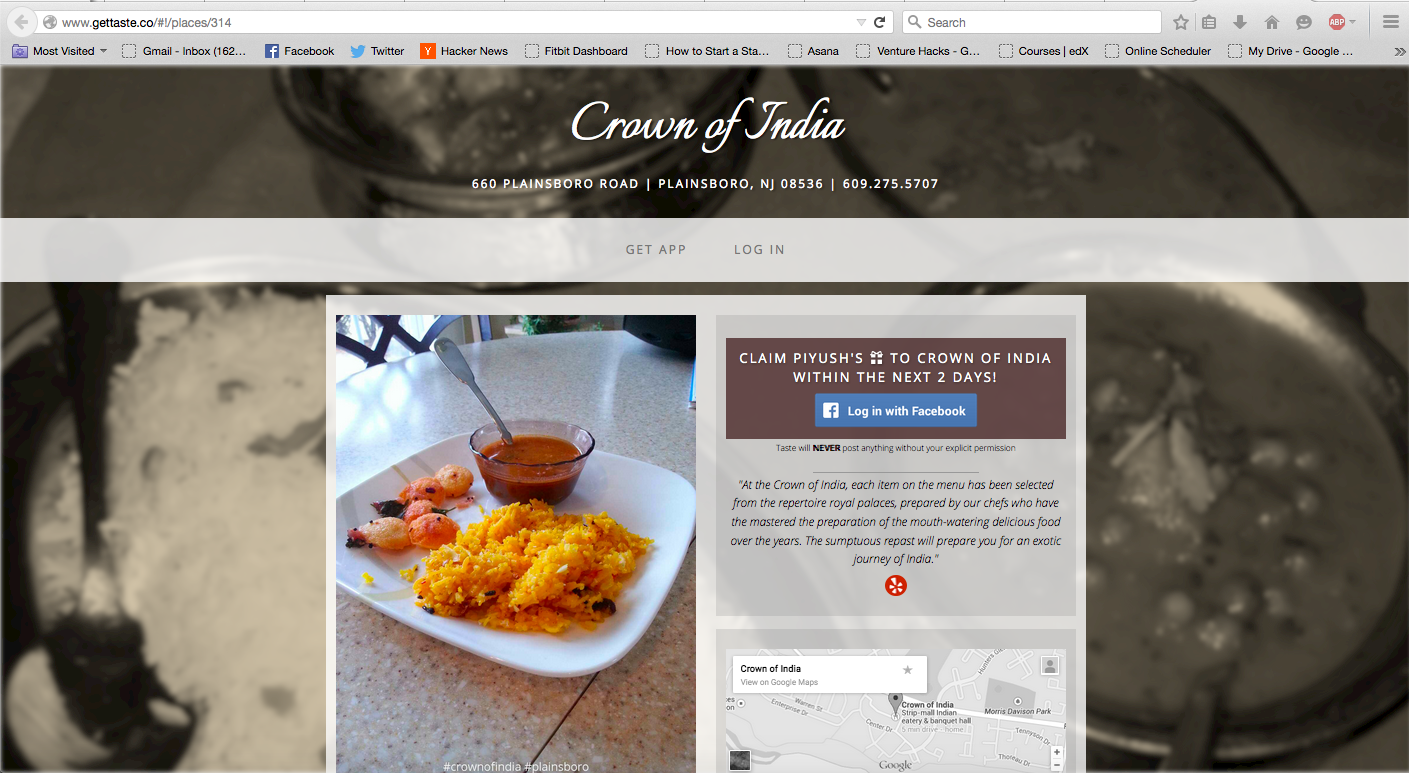 www.gettaste.co/#!/places/314
Search
ABP
Most Visited
Gmail - Inbox (162...
Facebook
Twitter
Hacker News
Fitbit Dashboard
How to Start a Sta...
Asana
Venture Hacks - G...
Courses | edX
Online Scheduler
My Drive - Google ...
Crown of India
660 PLAINSBORO ROAD | PLAINSBORO, NJ 08536 | 609.275.5707
GET APP
LOG IN
#crownofindia #plainsboro
CLAIM PIYUSH'S TO CROWN OF INDIA
WITHIN THE NEXT 2 DAYS!
Log in with Facebook
Taste will NEVER post anything without your explicit permission
"At the Crown of India, each item on the menu has been selected
from the repertoire royal palaces, prepared by our chefs who have
the mastered the preparation of the mouth-watering delicious food
over the years. The sumptuous repast will prepare you for an exotic
journey of India."
Crown of India
View on Google Maps
Hunters Gle
Warren St
Enterprise Dr
Center Dr
Crown of India
Strip-mall Indian
eatery & banquet hall
5 min drive - home
Morris Davison Park
Tennyson Dr
Thoreau Dr
Google